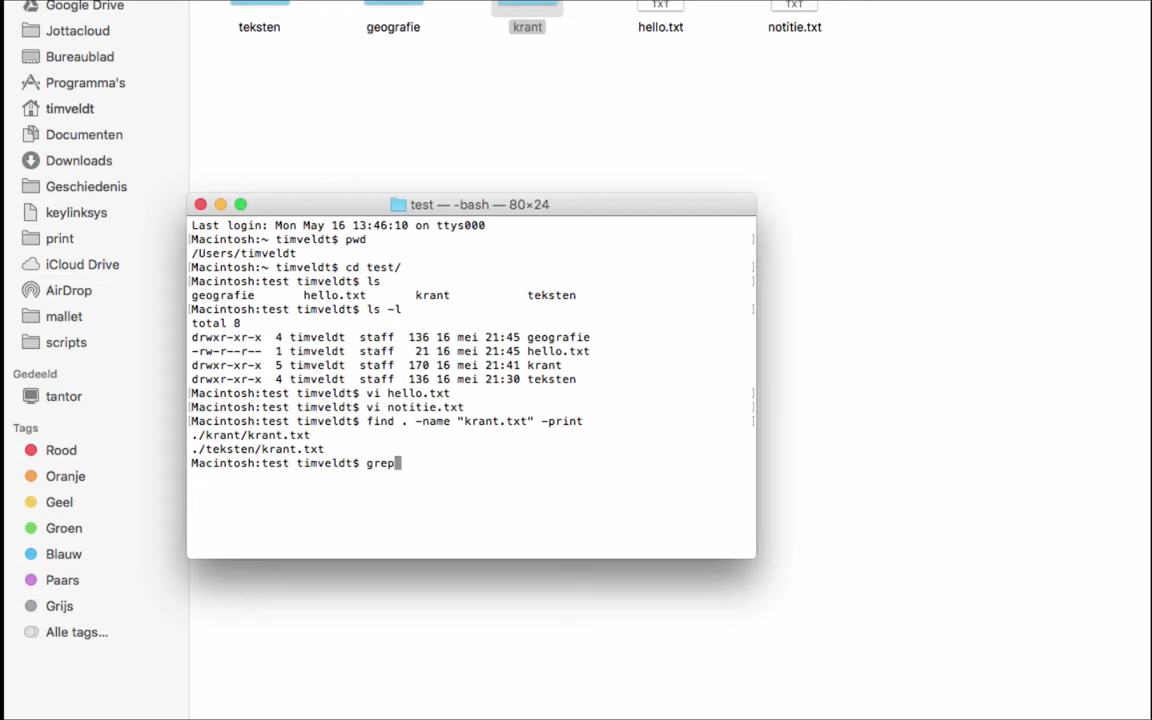 Google Drive
Jottacloud
Bureaublad
Programma's
timveldt
Documenten
Downloads
Geschiedenis
keylinksys
print
iCloud Drive
AirDrop
mallet
scripts
Gedeeld
tantor
Tags
Rood
Oranje
Geel
Groen
Blauw
Paars
Grijs
Alle tags...
teksten geografie krant hello.txt notitie.txt
TXT TXT
test — -bash — 80×24
Last login: Mon May 16 13:46:10 on ttys000
[Macintosh:~ timveldt$ pwd ]
/Users/timveldt
[Macintosh:~ timveldt$ cd test/ ]
[Macintosh:test timveldt$ ls ]
geografie hello.txt krant teksten
[Macintosh:test timveldt$ ls -l ]
total 8
drwxr-xr-x 4 timveldt staff 136 16 mei 21:45 geografie
-rw-r--r-- 1 timveldt staff 21 16 mei 21:45 hello.txt
drwxr-xr-x 5 timveldt staff 170 16 mei 21:41 krant
drwxr-xr-x 4 timveldt staff 136 16 mei 21:30 teksten
[Macintosh:test timveldt$ vi hello.txt ]
[Macintosh:test timveldt$ vi notitie.txt ]
[Macintosh:test timveldt$ find . -name "krant.txt" -print ]
./krant/krant.txt
./teksten/krant.txt
Macintosh:test timveldt$ grep